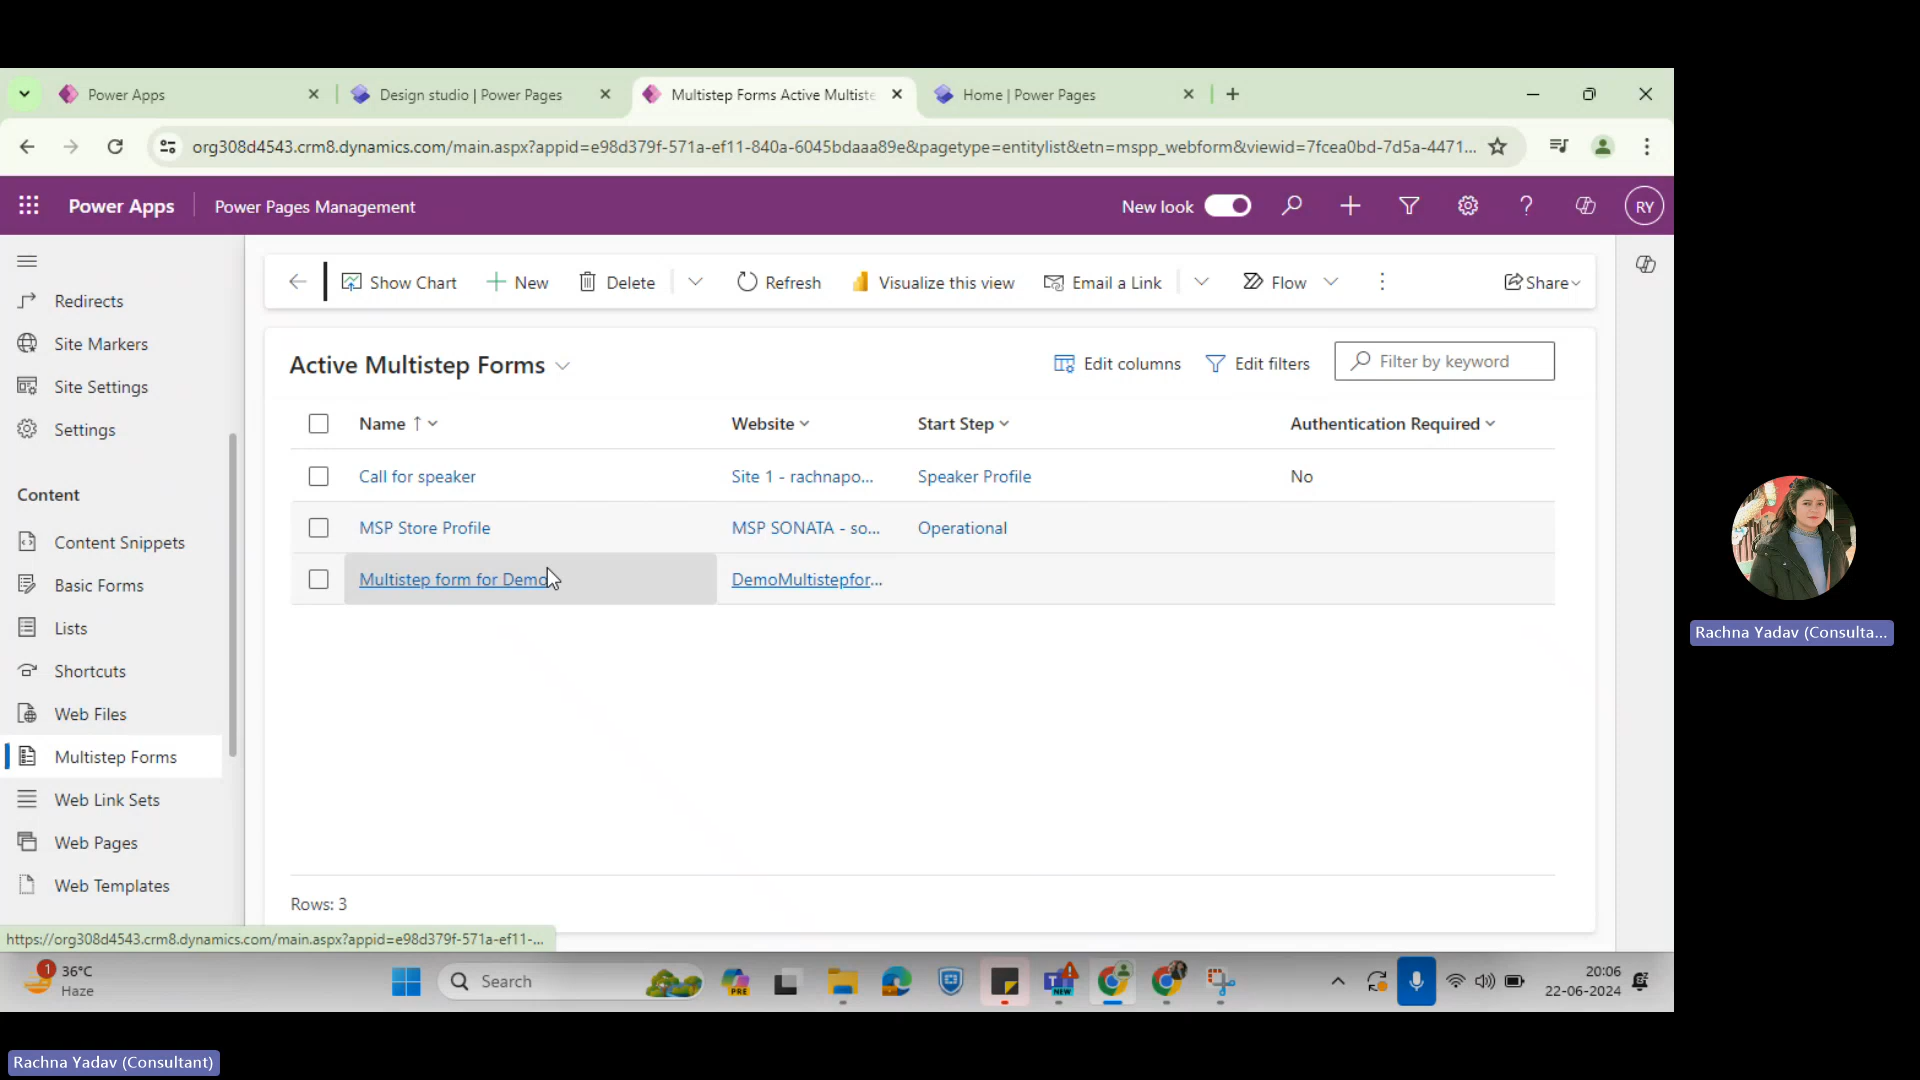 Power Apps
Design studio | Power Pages
Multistep Forms Active Multiste
Home | Power Pages
org308d4543.crm8.dynamics.com/main.aspx?appid=e98d379f-571a-ef11-840a-6045bdaaa89e&pagetype=entitylist&etn=mspp_webform&viewid=7fcea0bd-7d5a-4471...
Power Apps
Power Pages Management
New look
RY
Show Chart
New
Delete
Refresh
Visualize this view
Email a Link
Flow
Share
Redirects
Site Markers
Site Settings
Settings
Content
Content Snippets
Basic Forms
Lists
Shortcuts
Web Files
Multistep Forms
Web Link Sets
Web Pages
Web Templates
Active Multistep Forms
Edit columns
Edit filters
Filter by keyword
Name ↑
Website
Start Step
Authentication Required
Call for speaker
Site 1 - rachnapo...
Speaker Profile
No
MSP Store Profile
MSP SONATA - so...
Operational
Multistep form for Demo
DemoMultistepfor...
Rows: 3
https://org308d4543.crm8.dynamics.com/main.aspx?appid=e98d379f-571a-ef11-...
1
36°C
Haze
Search
PRE
NEW
20:06
22-06-2024
Rachna Yadav (Consulta...
Rachna Yadav (Consultant)